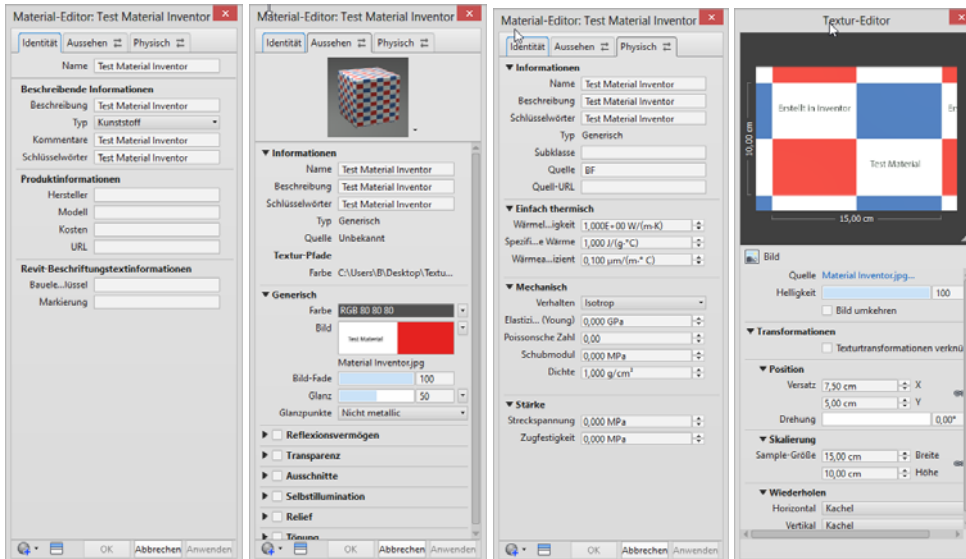 Material-Editor: Test Material Inventor
Identität Aussehen Physisch
Name Test Material Inventor
Beschreibende Informationen
Beschreibung Test Material Inventor
Typ Kunststoff
Kommentare Test Material Inventor
Schlüsselwörter Test Material Inventor
Produktinformationen
Hersteller
Modell
Kosten
URL
Revit-Beschriftungstextinformationen
Bauele...lüssel
Markierung
OK Abbrechen Anwenden
Material-Editor: Test Material Inventor
Identität Aussehen Physisch
Informationen
Name Test Material Inventor
Beschreibung Test Material Inventor
Schlüsselwörter Test Material Inventor
Typ Generisch
Quelle Unbekannt
Textur-Pfade
Farbe C:\Users\B\Desktop\Textu...
Generisch
Farbe RGB 80 80 80
Bild
Test Material
Material Inventor.jpg
Bild-Fade 100
Glanz 50
Glanzpunkte Nicht metallic
Reflexionsvermögen
Transparenz
Ausschnitte
Selbstillumination
Relief
Tönung
OK Abbrechen Anwenden
Material-Editor: Test Material Inventor
Identität Aussehen Physisch
Informationen
Name Test Material Inventor
Beschreibung Test Material Inventor
Schlüsselwörter Test Material Inventor
Typ Generisch
Subklasse
Quelle BF
Quell-URL
Einfach thermisch
Wärmel...igkeit 1,000E+00 W/(m·K)
Spezifi...e Wärme 1,000 J/(g·°C)
Wärmea...izient 0,100 µm/(m·° C)
Mechanisch
Verhalten Isotrop
Elastizi... (Young) 0,000 GPa
Poissonsche Zahl 0,00
Schubmodul 0,000 MPa
Dichte 1,000 g/cm³
Stärke
Streckspannung 0,000 MPa
Zugfestigkeit 0,000 MPa
OK Abbrechen Anwenden
Textur-Editor
Erstellt in Inventor Er
Test Material
10,00 cm
15,00 cm
Bild
Quelle Material Inventor.jpg...
Helligkeit 100
Bild umkehren
Transformationen
Texturtransformationen verknü
Position
Versatz 7,50 cm X
5,00 cm Y
Drehung 0,00°
Skalierung
Sample-Größe 15,00 cm Breite
10,00 cm Höhe
Wiederholen
Horizontal Kachel
Vertikal Kachel